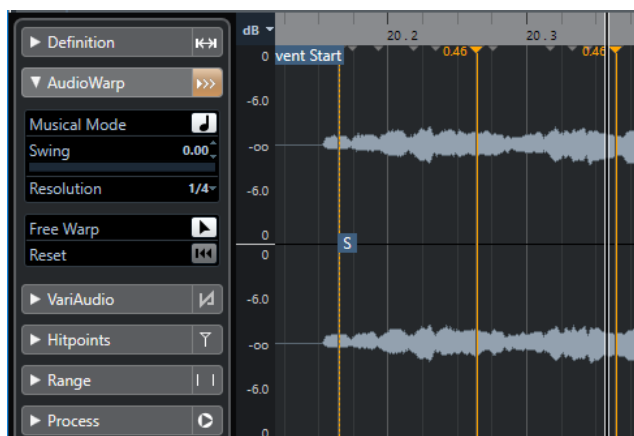 Definition
AudioWarp
Musical Mode
Swing 0.00
Resolution 1/4
Free Warp
Reset
VariAudio
Hitpoints
Range
Process
dB
20.2 20.3
0 vent Start 0.46 0.46
-6.0
-∞
-6.0
0
S
0
-6.0
-∞
-6.0
0